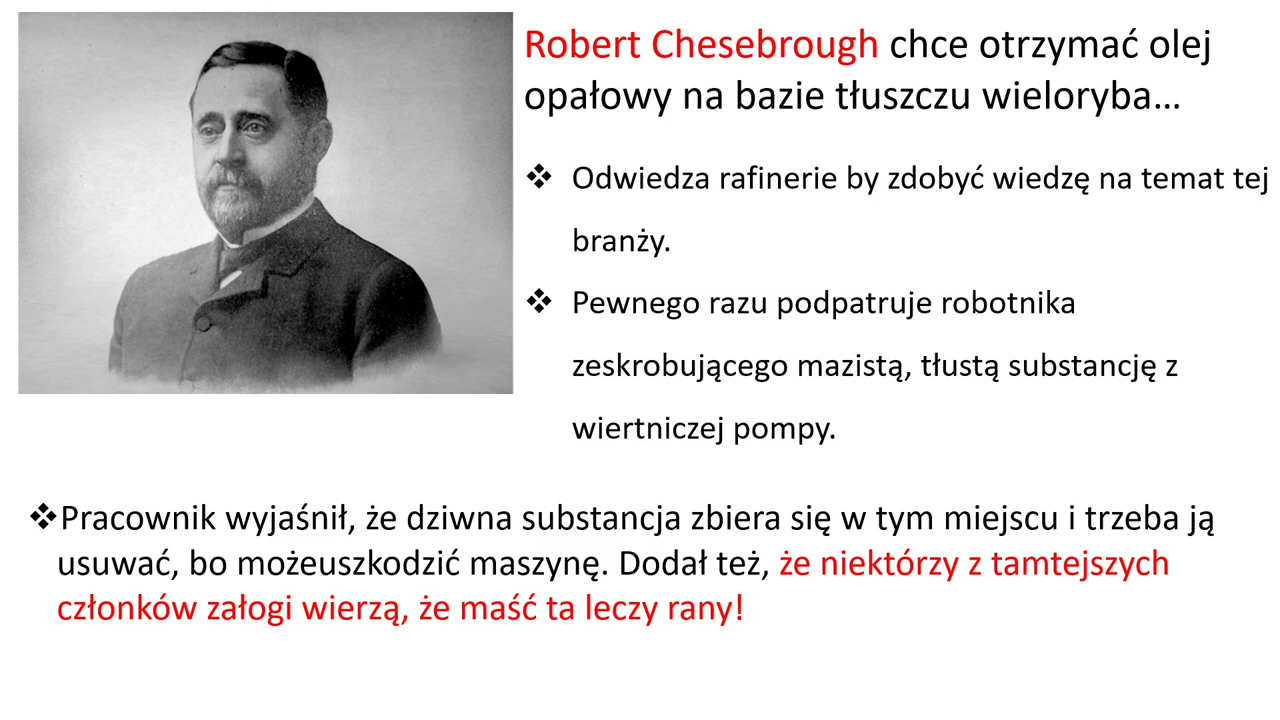 Robert Chesebrough chce otrzymać olej
opałowy na bazie tłuszczu wieloryba…
❖ Odwiedza rafinerie by zdobyć wiedzę na temat tej
branży.
❖ Pewnego razu podpatruje robotnika
zeskrobującego mazistą, tłustą substancję z
wiertniczej pompy.
❖Pracownik wyjaśnił, że dziwna substancja zbiera się w tym miejscu i trzeba ją
usuwać, bo możeuszkodzić maszynę. Dodał też, że niektórzy z tamtejszych
członków załogi wierzą, że maść ta leczy rany!